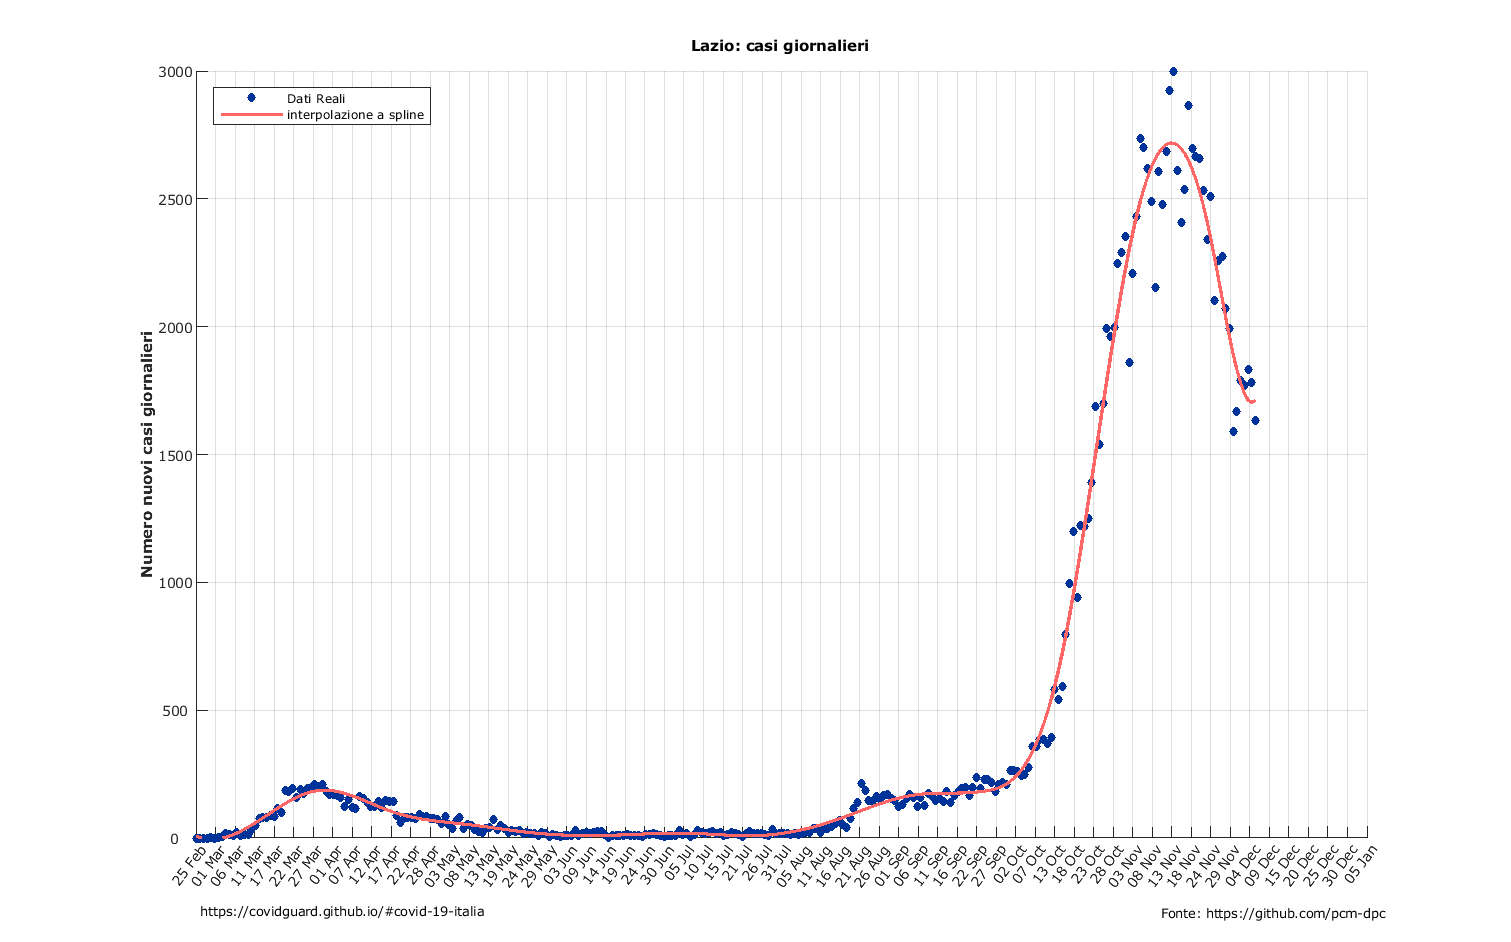 Lazio: casi giornalieri
Dati Reali
interpolazione a spline
Numero nuovi casi giornalieri
3000
2500
2000
1500
1000
500
0
25 Feb
01 Mar
06 Mar
11 Mar
17 Mar
22 Mar
27 Mar
01 Apr
07 Apr
12 Apr
17 Apr
22 Apr
28 Apr
03 May
08 May
13 May
19 May
24 May
29 May
03 Jun
09 Jun
14 Jun
19 Jun
24 Jun
30 Jun
05 Jul
10 Jul
15 Jul
21 Jul
26 Jul
31 Jul
05 Aug
11 Aug
16 Aug
21 Aug
26 Aug
01 Sep
06 Sep
11 Sep
16 Sep
22 Sep
27 Sep
02 Oct
07 Oct
13 Oct
18 Oct
23 Oct
28 Oct
03 Nov
08 Nov
13 Nov
18 Nov
24 Nov
29 Nov
04 Dec
09 Dec
15 Dec
20 Dec
25 Dec
30 Dec
05 Jan
https://covidguard.github.io/#covid-19-italia
Fonte: https://github.com/pcm-dpc